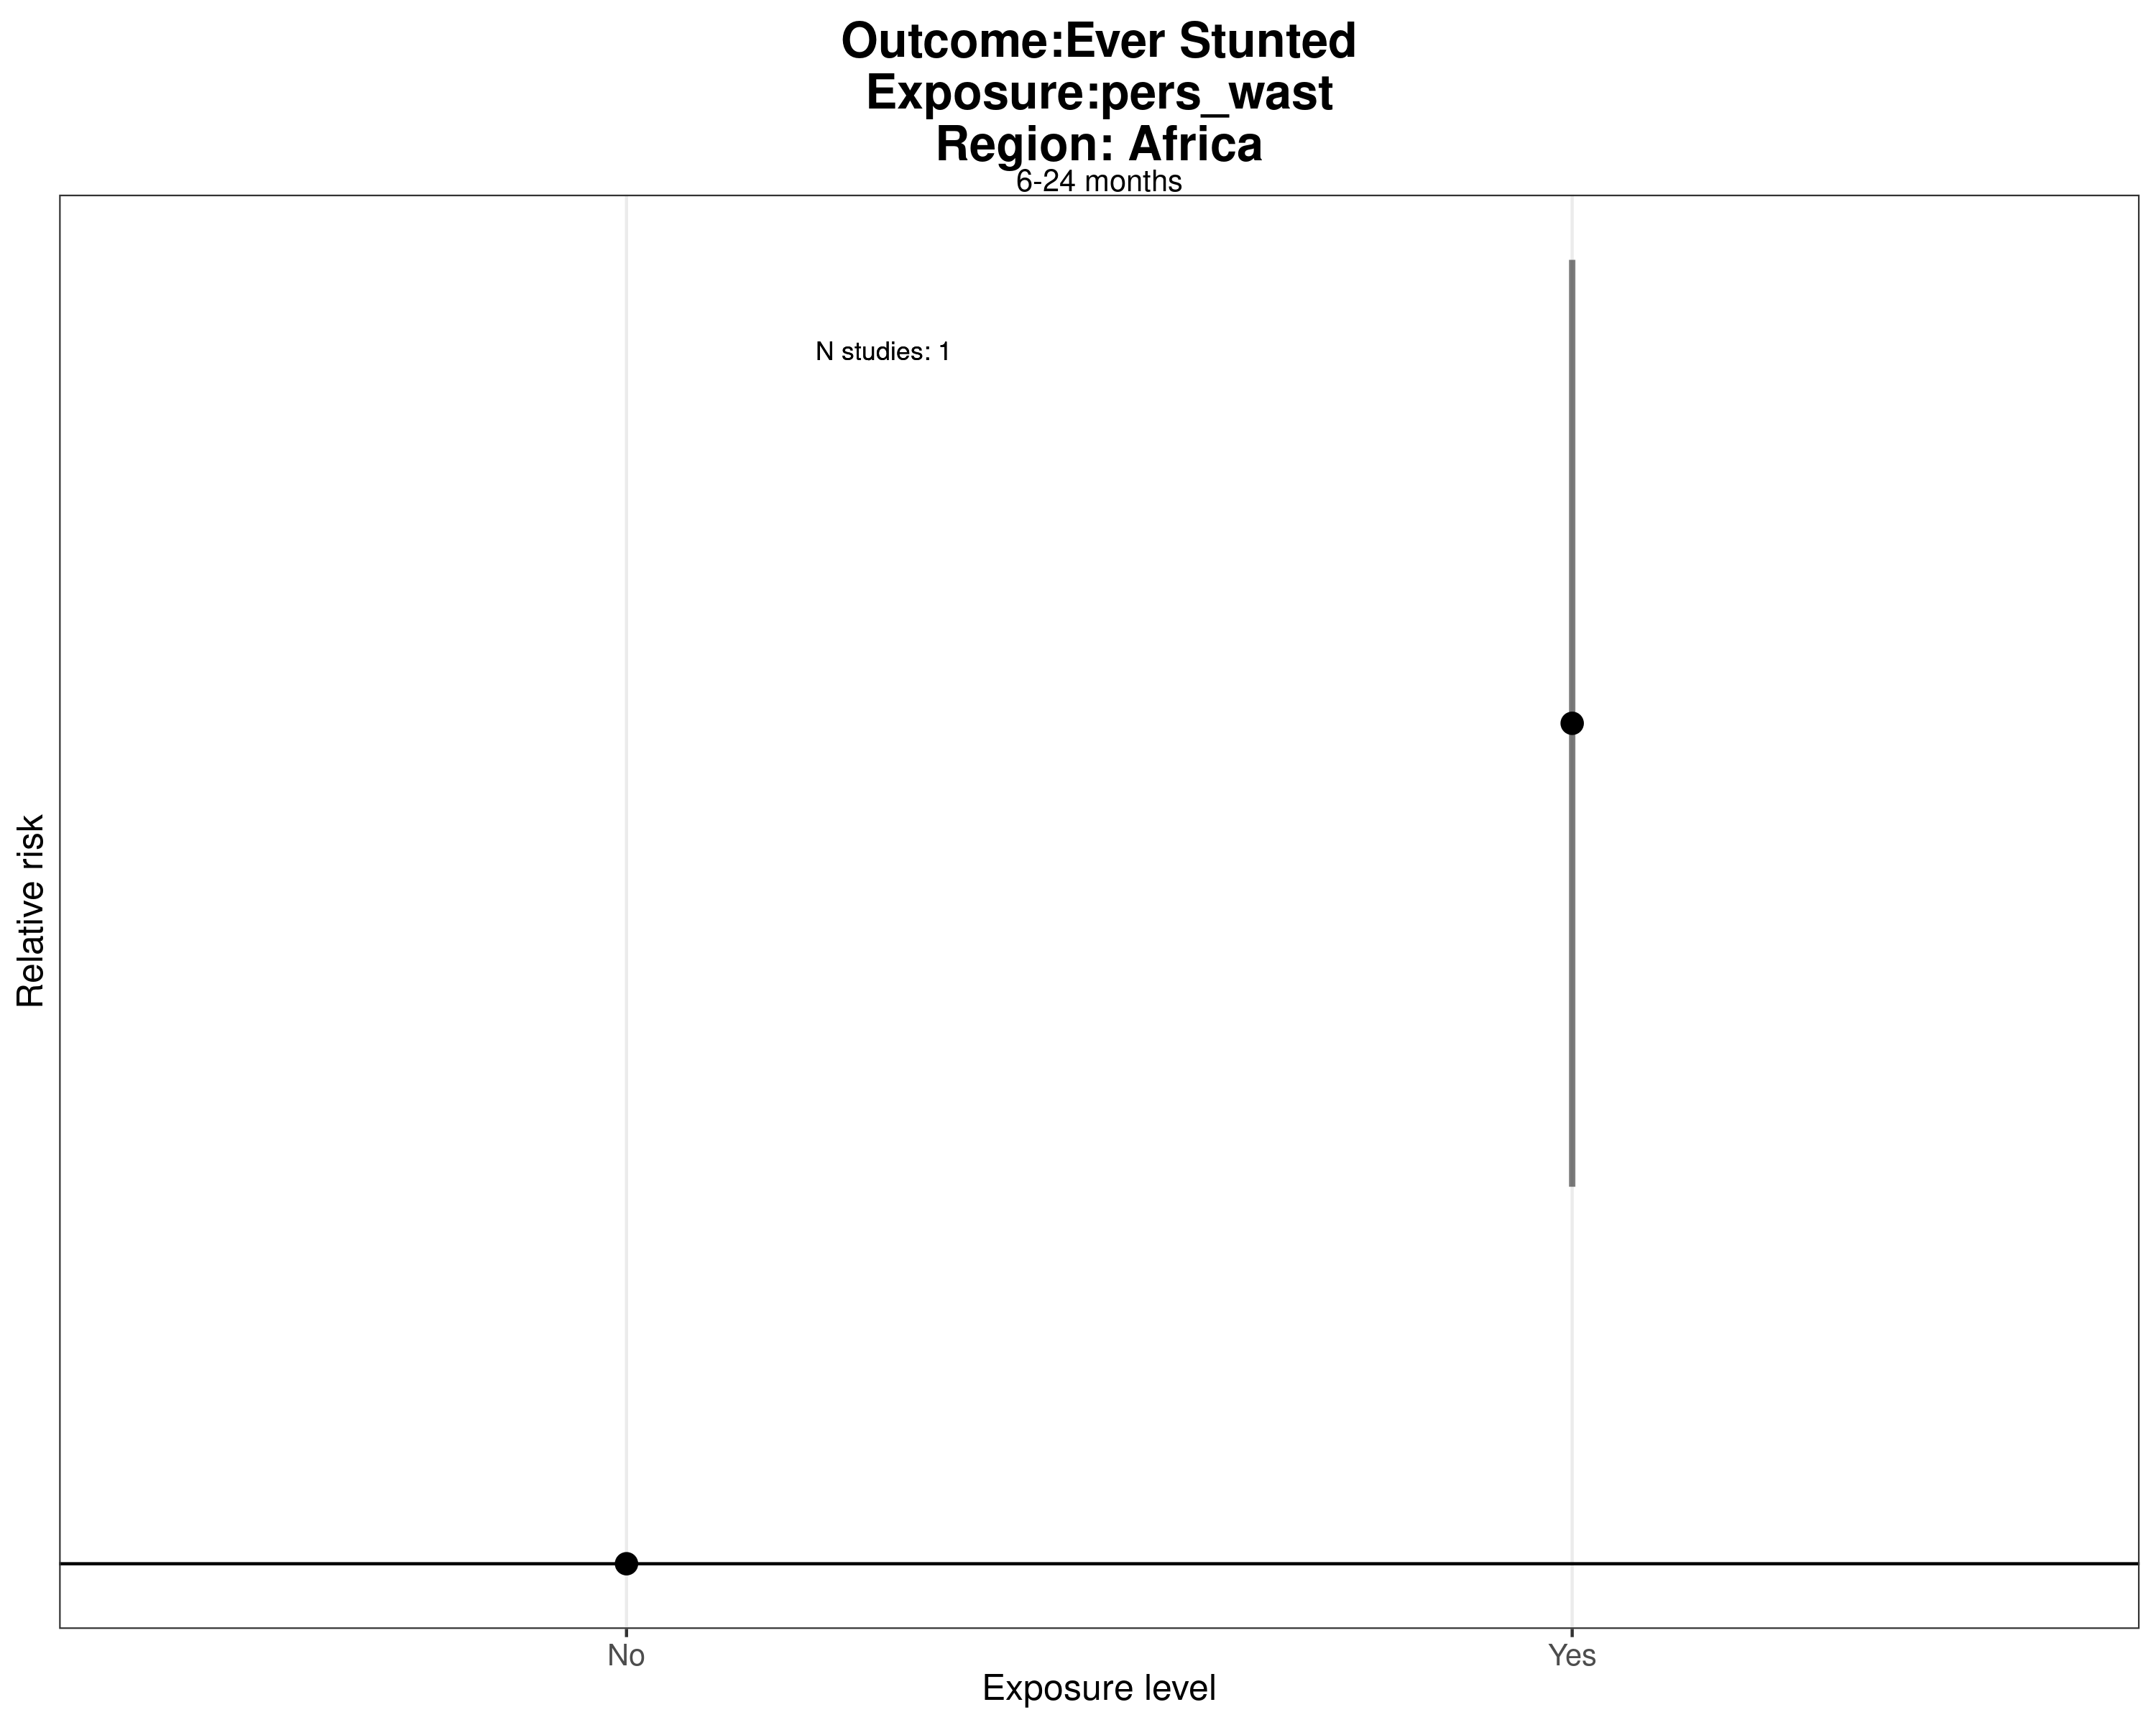 Outcome:Ever Stunted
Exposure:pers_wast
Region: Africa
6-24 months
N studies: 1
Relative risk
No
Yes
Exposure level